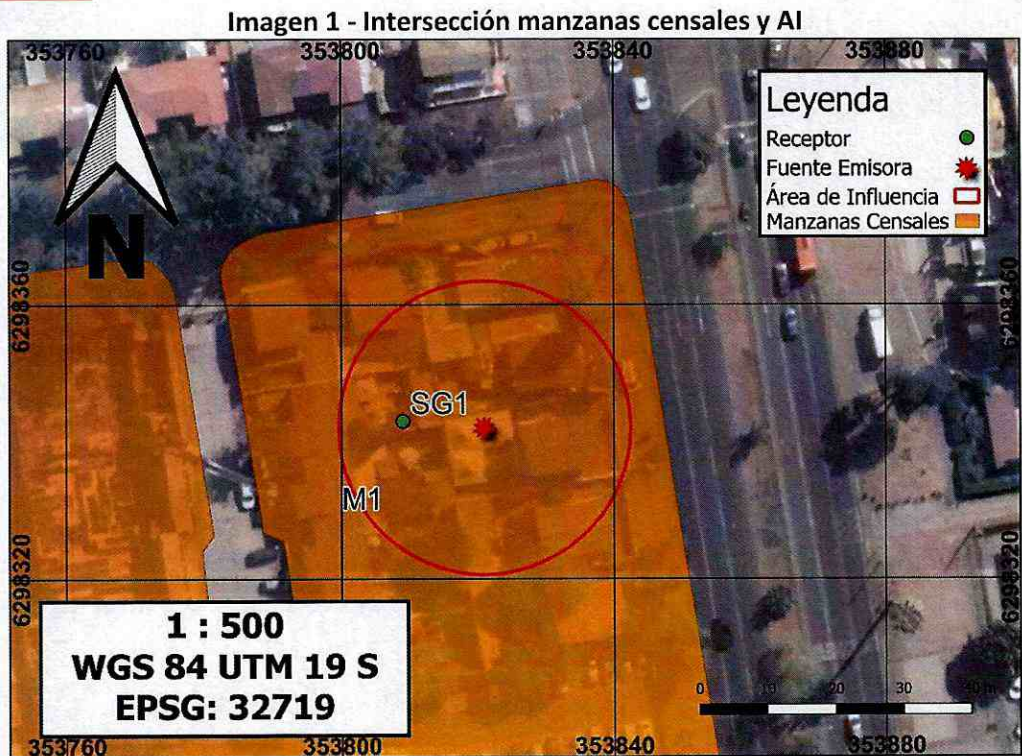 Imagen 1 - Intersección manzanas censales y AI
353760 353800 353840 353880
Leyenda
Receptor
Fuente Emisora
Área de Influencia
Manzanas Censales
N
6298360 6298360
SG1
M1
6298320 6298320
1 : 500
WGS 84 UTM 19 S
EPSG: 32719
0 10 20 30 40 m
353760 353800 353840 353880